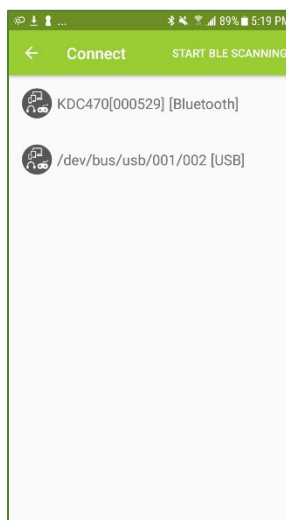 ... 89% 5:19 PM
Connect START BLE SCANNING
KDC470[000529] [Bluetooth]
/dev/bus/usb/001/002 [USB]